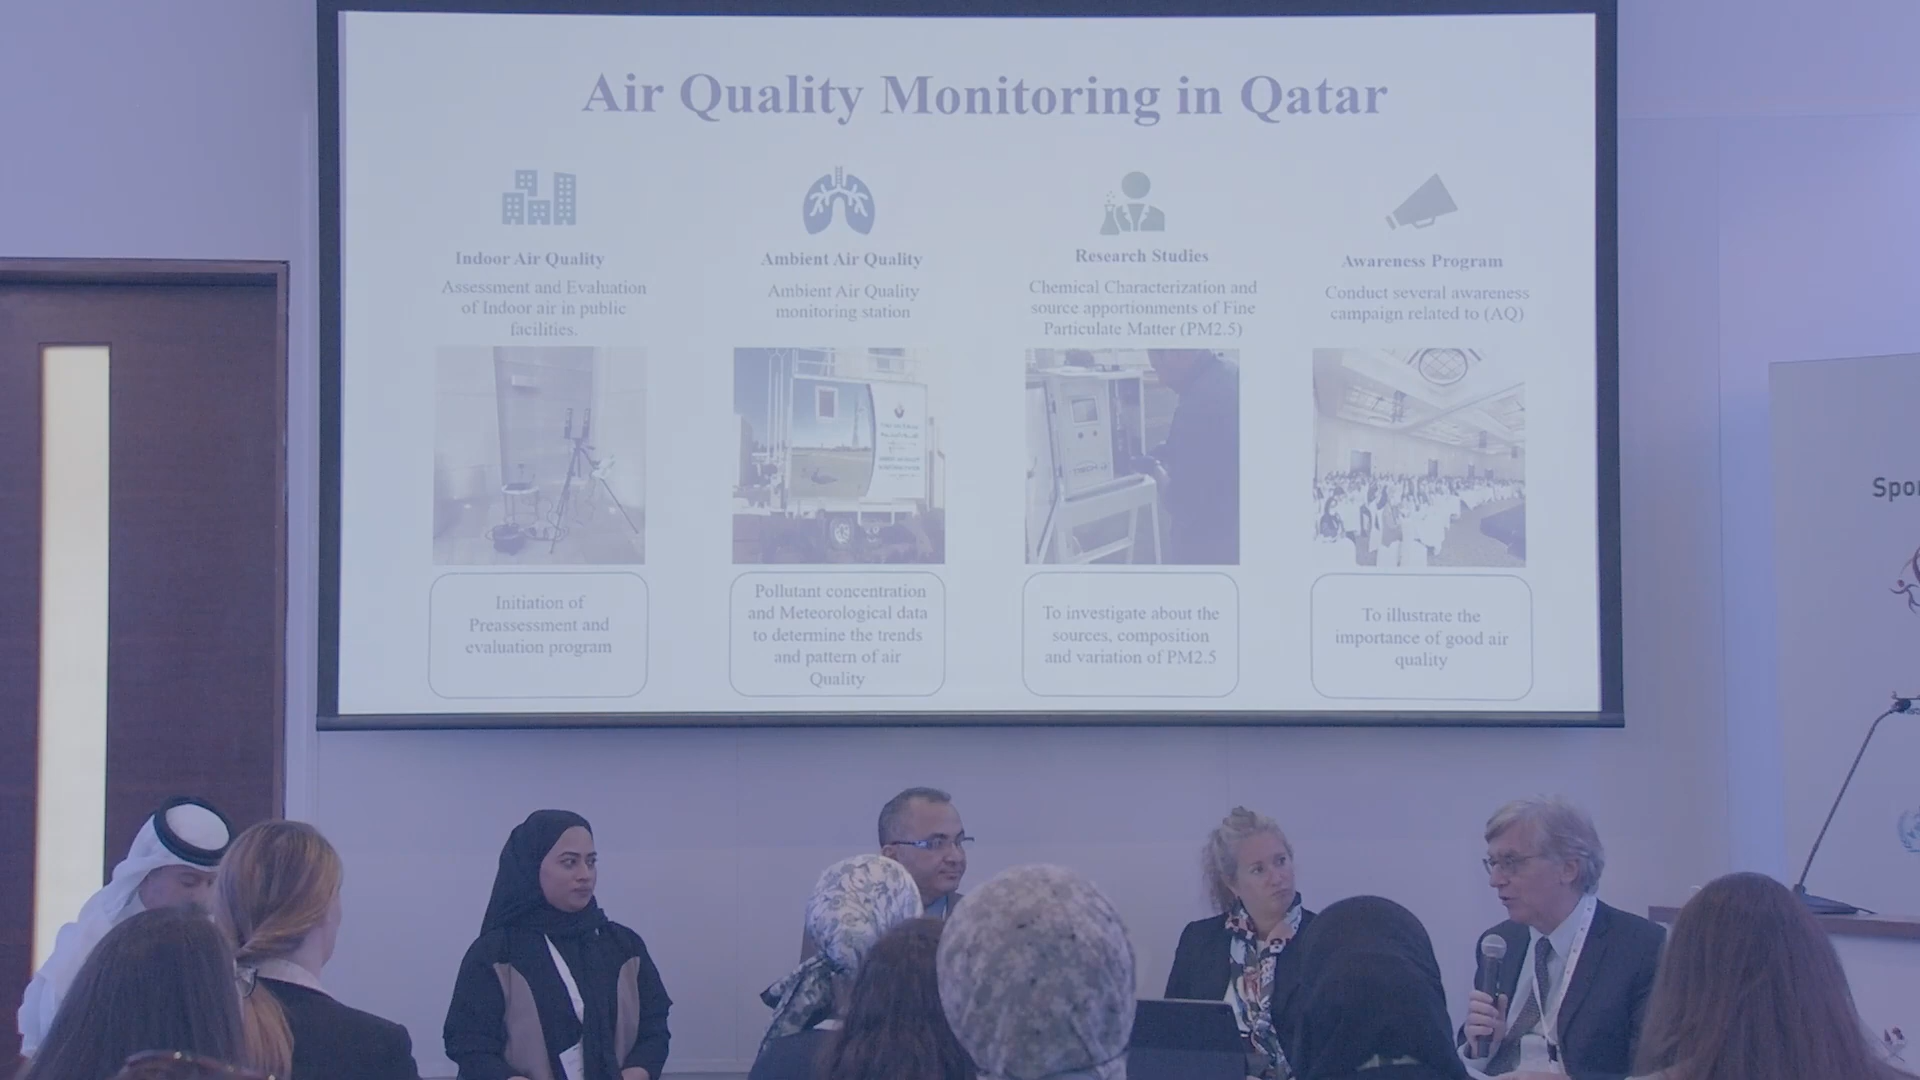 Air Quality Monitoring in Qatar
Indoor Air Quality
Assessment and Evaluation
of Indoor air in public
facilities.
Initiation of
Preassessment and
evaluation program
Ambient Air Quality
Ambient Air Quality
monitoring station
Pollutant concentration
and Meteorological data
to determine the trends
and pattern of air
Quality
Research Studies
Chemical Characterization and
source apportionments of Fine
Particulate Matter (PM2.5)
To investigate about the
sources, composition
and variation of PM2.5
Awareness Program
Conduct several awareness
campaign related to (AQ)
To illustrate the
importance of good air
quality
Spo